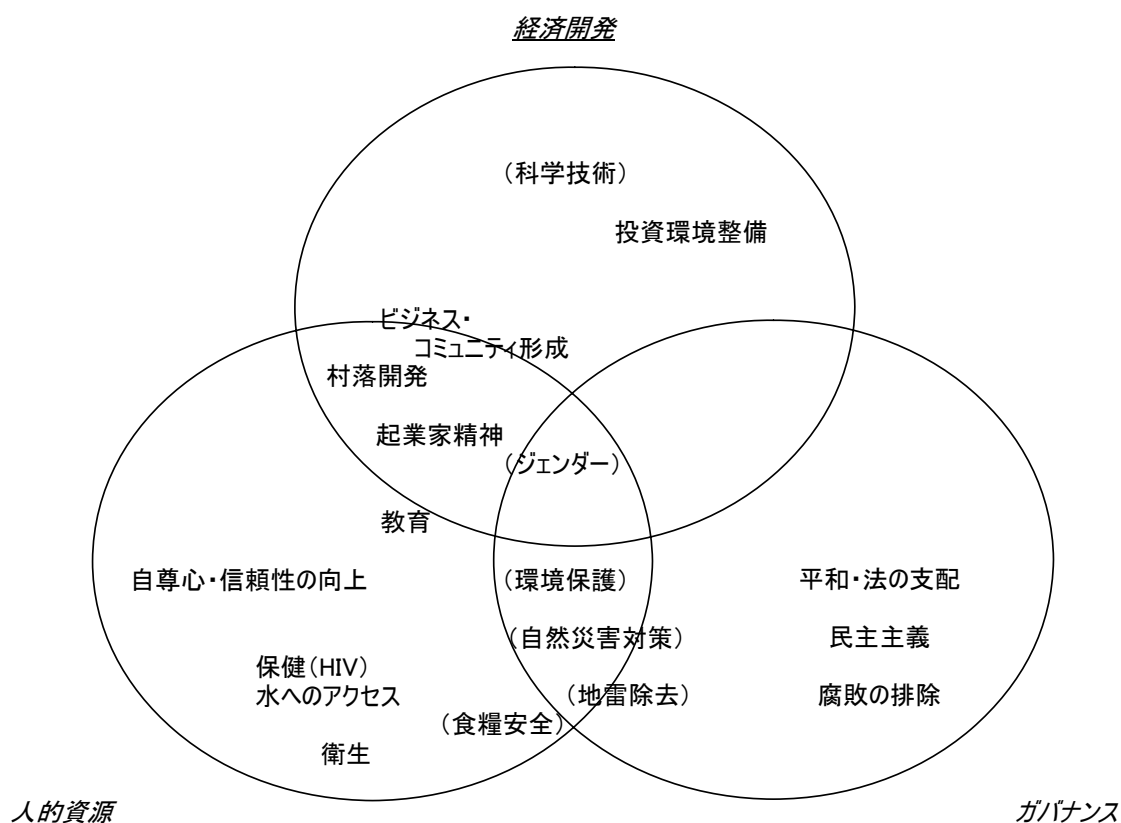 経済開発
（科学技術）
投資環境整備
ビジネス・
コミュニティ形成
村落開発
起業家精神
（ジェンダー）
教育
自尊心・信頼性の向上
（環境保護）
平和・法の支配
（自然災害対策）
民主主義
保健（HIV）
水へのアクセス
（地雷除去）
腐敗の排除
（食糧安全）
衛生
人的資源
ガバナンス